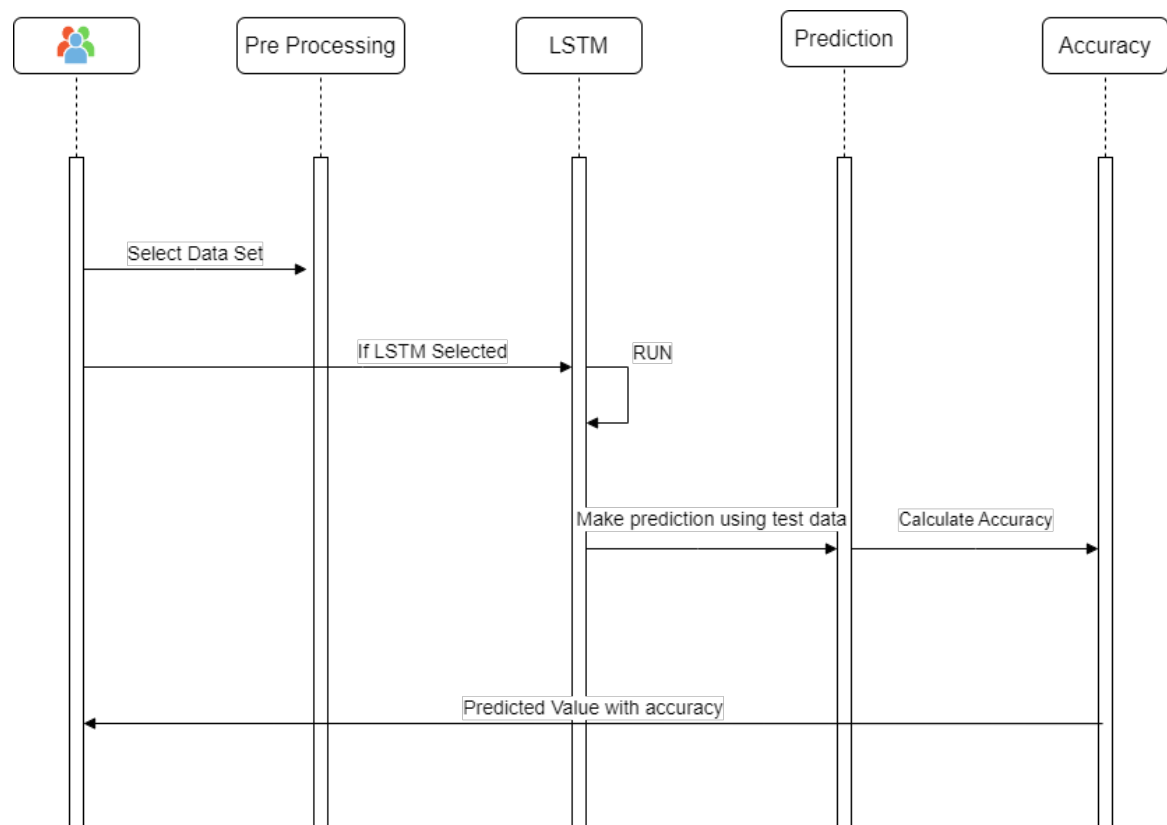 Pre Processing
LSTM
Prediction
Accuracy
Select Data Set
If LSTM Selected
RUN
Make prediction using test data
Calculate Accuracy
Predicted Value with accuracy